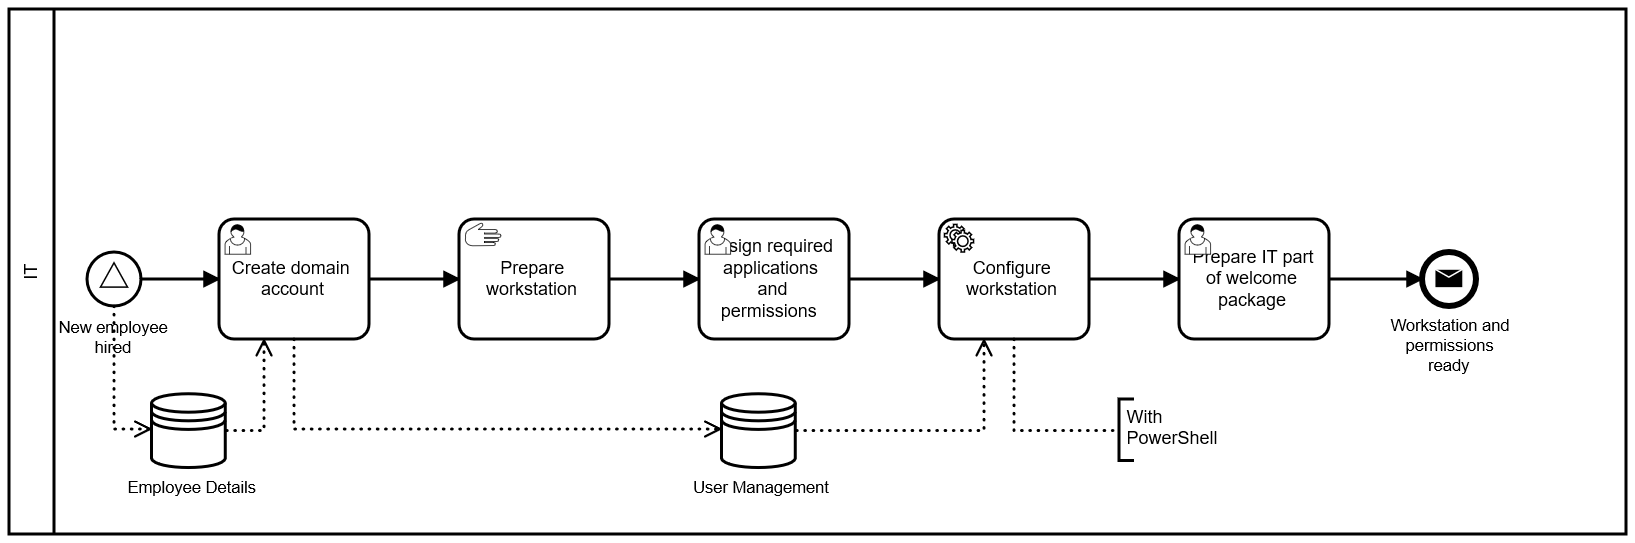 IT
New employee
hired
Create domain
account
Prepare
workstation
sign required
applications
and
permissions
Configure
workstation
Prepare IT part
of welcome
package
Workstation and
permissions
ready
Employee Details
User Management
With
PowerShell